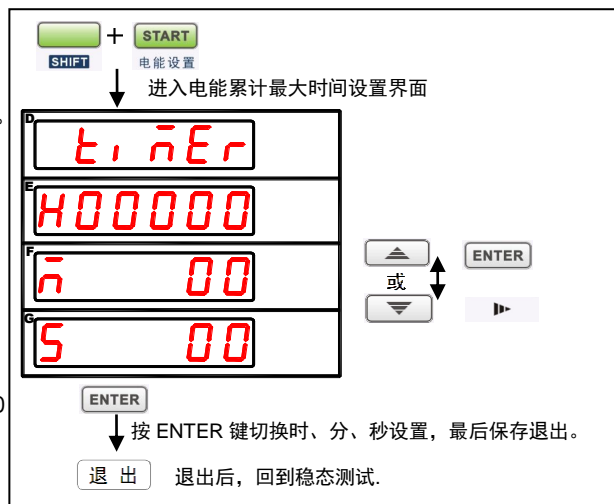 + START
SHIFT 电能设置
进入电能累计最大时间设置界面
D
timEr
E
H00000
F
m 00
G
S 00
ENTER
或
ENTER
按 ENTER 键切换时、分、秒设置，最后保存退出。
退 出 退出后，回到稳态测试.